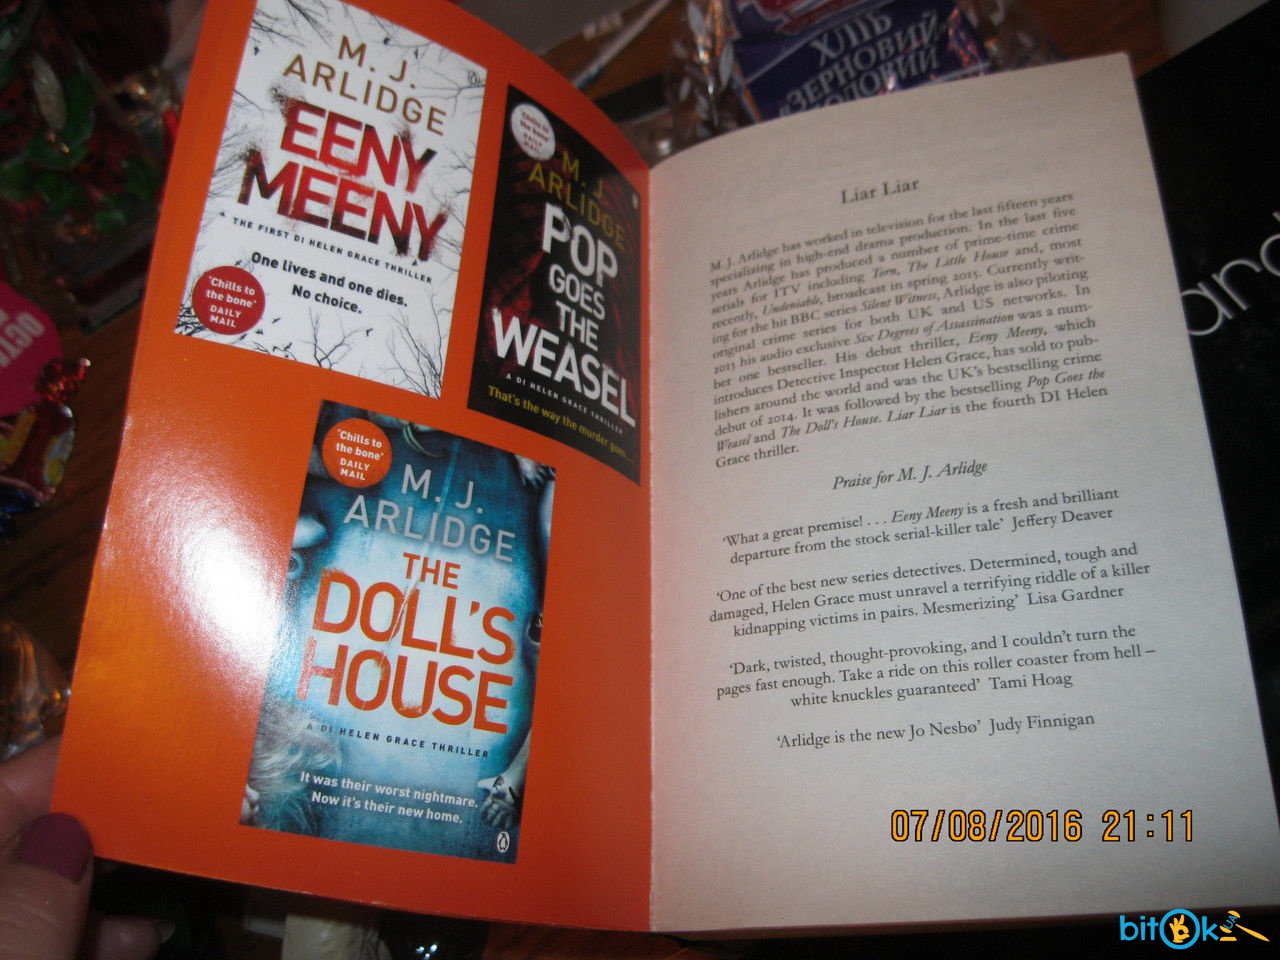 M. J.
ARLIDGE
EENY
MEENY
THE FIRST DI HELEN GRACE THRILLER
One lives and one dies.
No choice.
'Chills to
the bone'
DAILY
MAIL
'Chills to
the bone'
DAILY
MAIL
M. J.
ARLIDGE
POP
GOES
THE
WEASEL
A DI HELEN GRACE THRILLER
That's the way the murder goes...
'Chills to
the bone'
DAILY
MAIL
M. J.
ARLIDGE
THE
DOLL'S
HOUSE
A DI HELEN GRACE THRILLER
It was their worst nightmare.
Now it's their new home.
ХЛІБ
ЗЕРНОВИЙ
Liar Liar
M. J. Arlidge has worked in television for the last fifteen years
specializing in high-end drama production. In the last five
years Arlidge has produced a number of prime-time crime
serials for ITV including Torn, The Little House and, most
recently, Undeniable, broadcast in spring 2015. Currently writ-
ing for the hit BBC series Silent Witness, Arlidge is also piloting
original crime series for both UK and US networks. In
2015 his audio exclusive Six Degrees of Assassination was a num-
ber one bestseller. His debut thriller, Eeny Meeny, which
introduces Detective Inspector Helen Grace, has sold to pub-
lishers around the world and was the UK's bestselling crime
debut of 2014. It was followed by the bestselling Pop Goes the
Weasel and The Doll's House. Liar Liar is the fourth DI Helen
Grace thriller.
Praise for M. J. Arlidge
'What a great premise! . . . Eeny Meeny is a fresh and brilliant
departure from the stock serial-killer tale' Jeffery Deaver
'One of the best new series detectives. Determined, tough and
damaged, Helen Grace must unravel a terrifying riddle of a killer
kidnapping victims in pairs. Mesmerizing' Lisa Gardner
'Dark, twisted, thought-provoking, and I couldn't turn the
pages fast enough. Take a ride on this roller coaster from hell –
white knuckles guaranteed' Tami Hoag
'Arlidge is the new Jo Nesbø' Judy Finnigan
07/08/2016 21:11
bitOk
UA